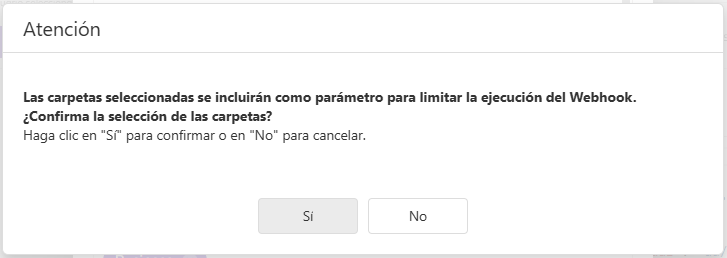 Atención
Las carpetas seleccionadas se incluirán como parámetro para limitar la ejecución del Webhook.
¿Confirma la selección de las carpetas?
Haga clic en "Sí" para confirmar o en "No" para cancelar.
Sí
No